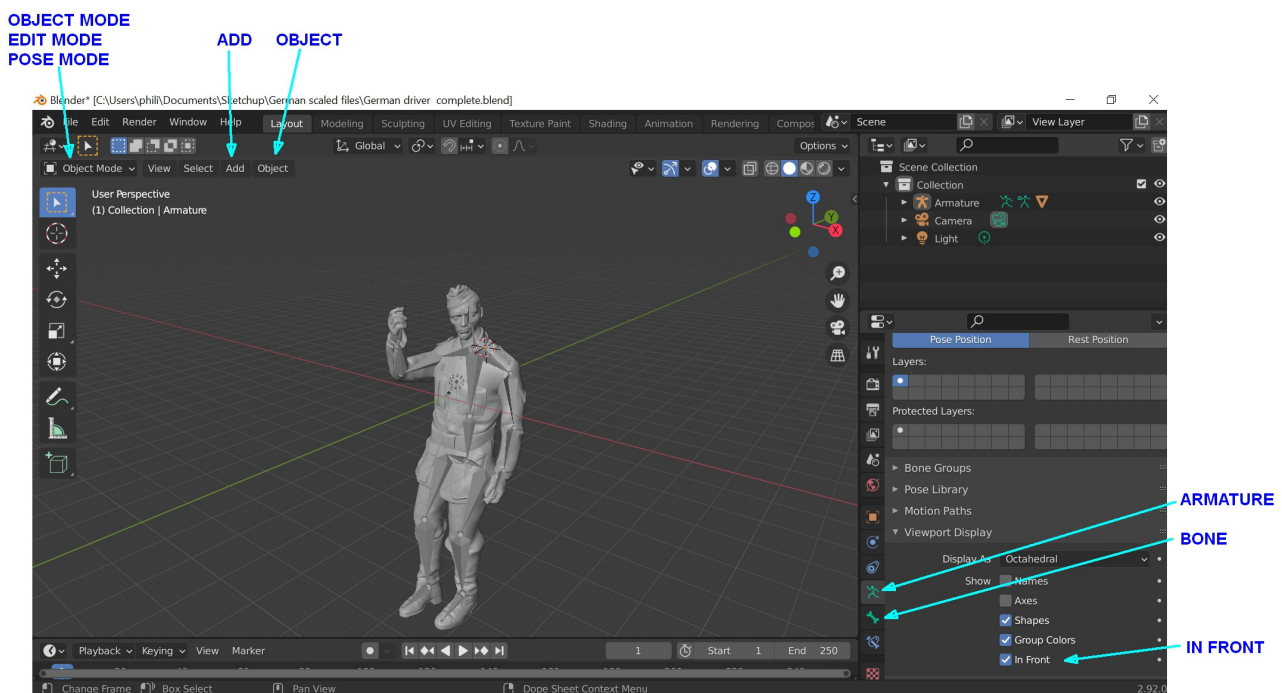 OBJECT MODE
EDIT MODE
POSE MODE
ADD
OBJECT
Blender* [C:\Users\phili\Documents\Sketchup\German scaled files\German driver complete.blend]
File Edit Render Window Help Layout Modeling Sculpting UV Editing Texture Paint Shading Animation Rendering Compos Scene View Layer
Global
Options
Object Mode View Select Add Object
User Perspective
(1) Collection | Armature
Z
Y
X
Scene Collection
Collection
Armature
Camera
Light
Pose Position Rest Position
Layers:
Protected Layers:
Bone Groups
Pose Library
Motion Paths
Viewport Display
Display As Octahedral
Show Names
Axes
Shapes
Group Colors
In Front
ARMATURE
BONE
IN FRONT
Playback Keying View Marker 1 Start 1 End 250
Change Frame Box Select Pan View Dope Sheet Context Menu 2.92.0